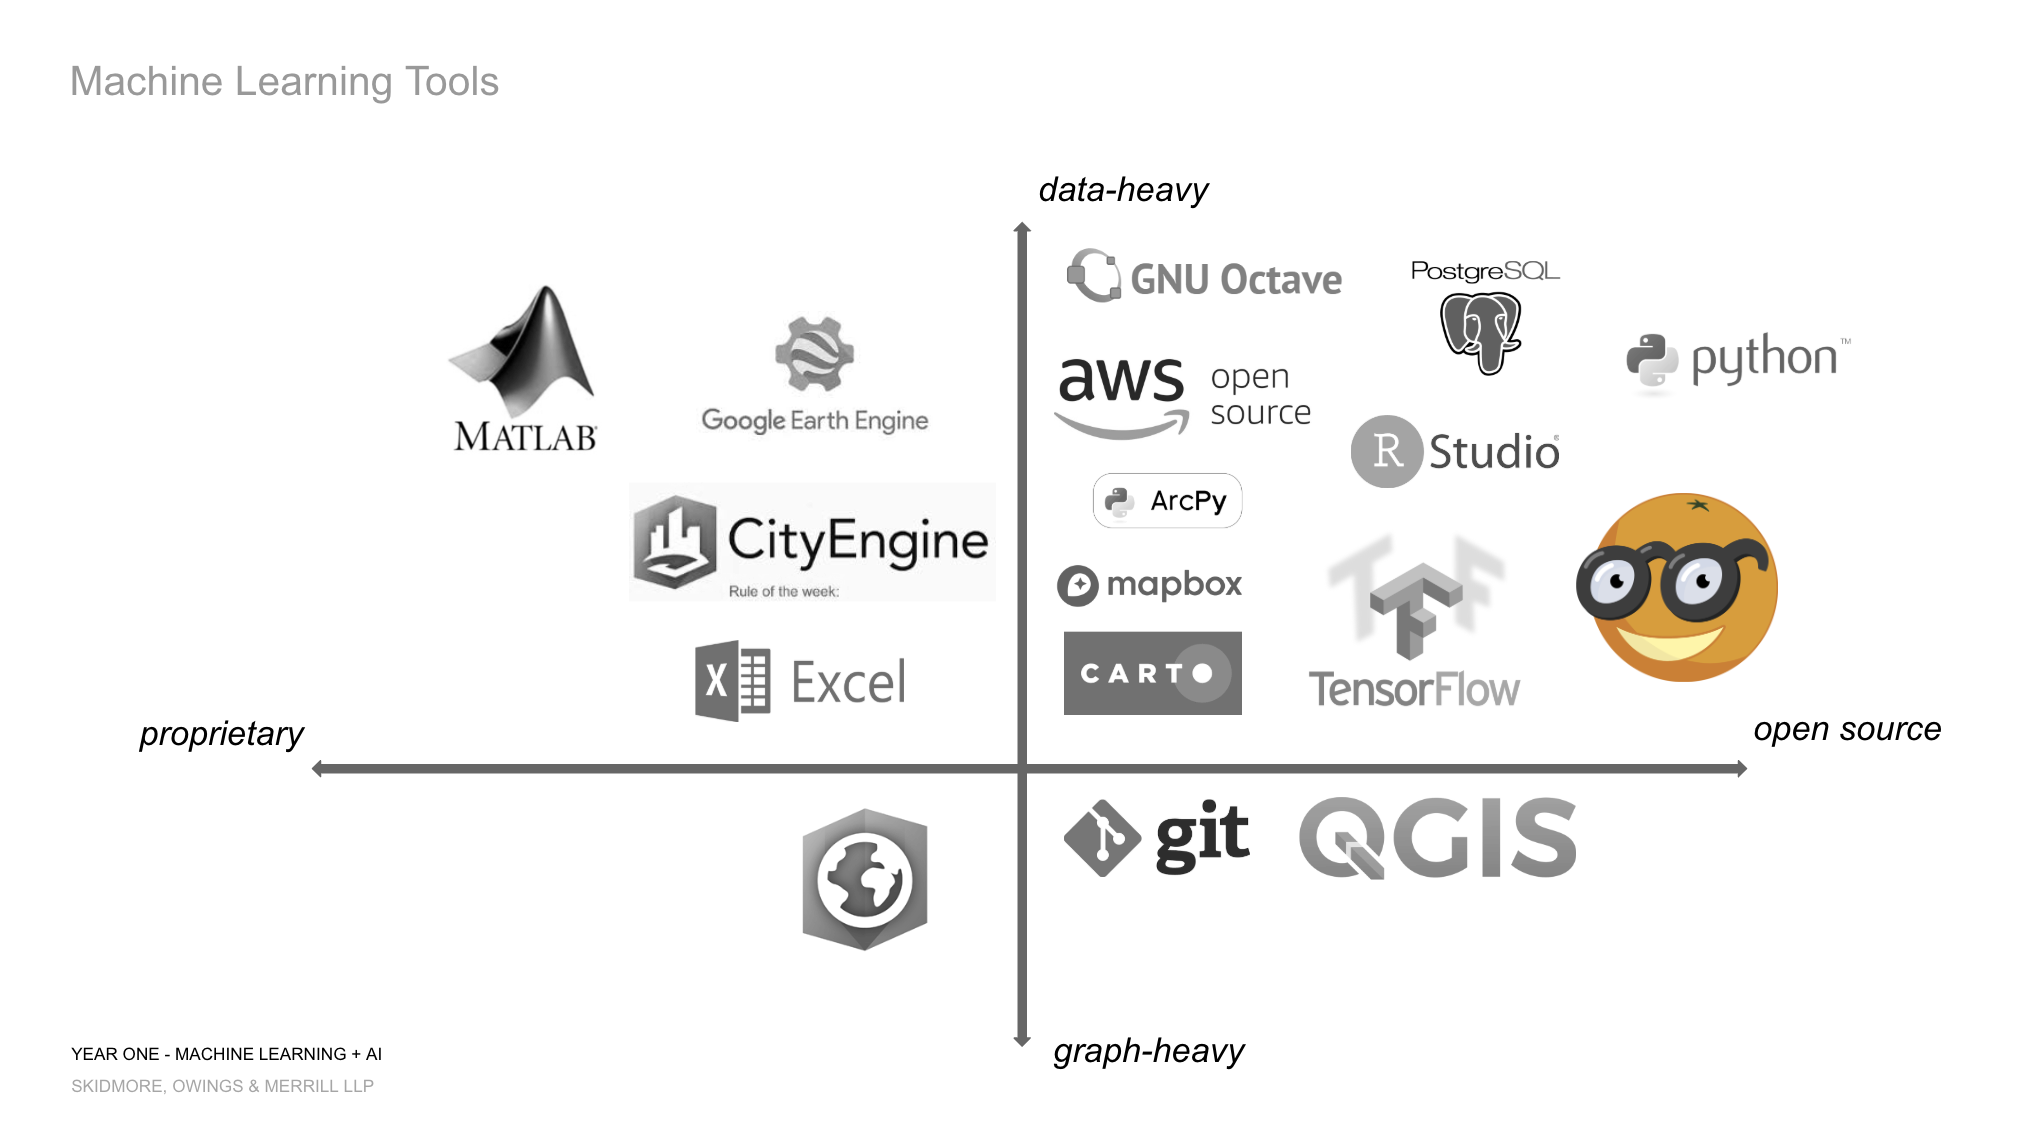 Machine Learning Tools
data-heavy
GNU Octave
PostgreSQL
python™
MATLAB
Google Earth Engine
aws open source
R Studio®
ArcPy
CityEngine
Rule of the week:
mapbox
TF
CARTO
TensorFlow
X Excel
proprietary
open source
git
QGIS
graph-heavy
YEAR ONE - MACHINE LEARNING + AI
SKIDMORE, OWINGS & MERRILL LLP